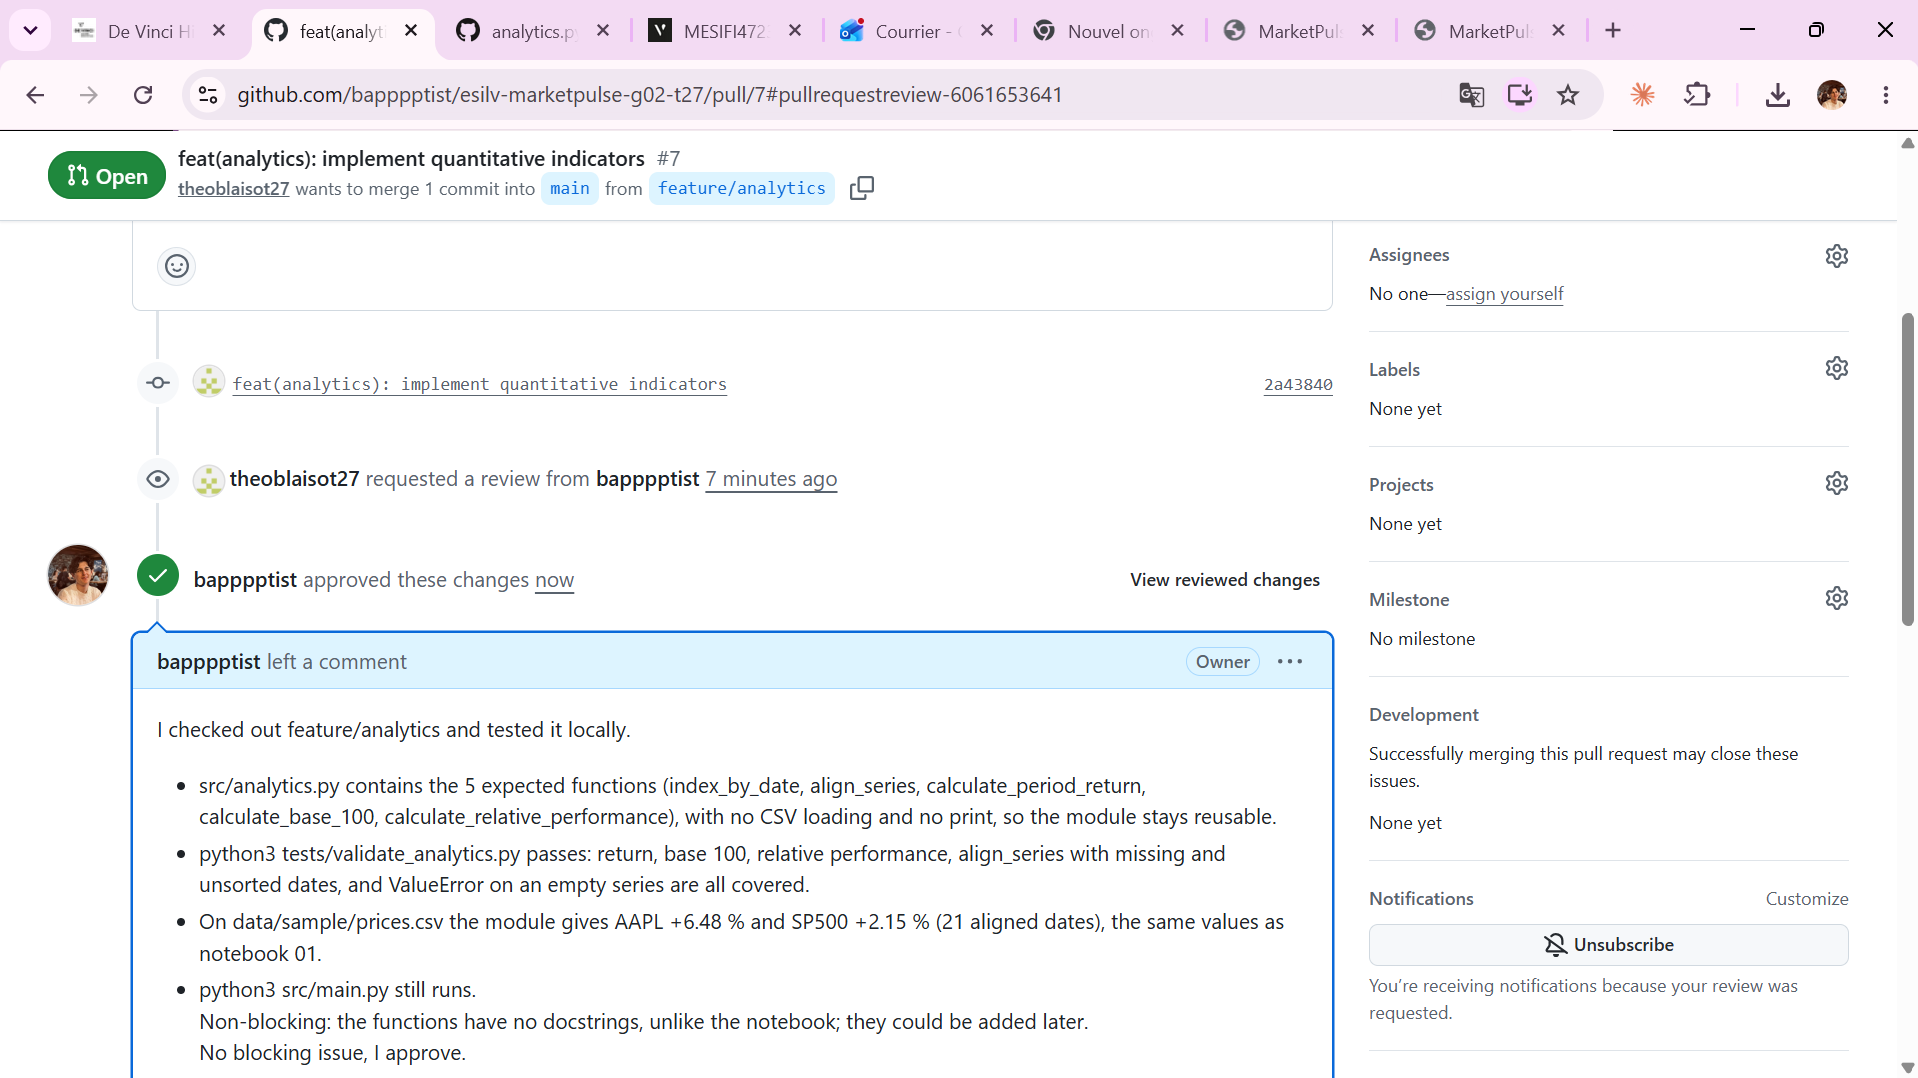 De Vinci H
feat(analyt
analytics.p
MESIFI472
Courrier -
Nouvel on
MarketPul
MarketPul
github.com/bapppptist/esilv-marketpulse-g02-t27/pull/7#pullrequestreview-6061653641
Open
feat(analytics): implement quantitative indicators #7
theoblaisot27 wants to merge 1 commit into main from feature/analytics
Assignees
No one—assign yourself
feat(analytics): implement quantitative indicators 2a43840
Labels
None yet
theoblaisot27 requested a review from bapppptist 7 minutes ago
Projects
None yet
bapppptist approved these changes now
View reviewed changes
Milestone
No milestone
bapppptist left a comment
Owner
I checked out feature/analytics and tested it locally.
src/analytics.py contains the 5 expected functions (index_by_date, align_series, calculate_period_return,
calculate_base_100, calculate_relative_performance), with no CSV loading and no print, so the module stays reusable.
python3 tests/validate_analytics.py passes: return, base 100, relative performance, align_series with missing and
unsorted dates, and ValueError on an empty series are all covered.
On data/sample/prices.csv the module gives AAPL +6.48 % and SP500 +2.15 % (21 aligned dates), the same values as
notebook 01.
python3 src/main.py still runs.
Non-blocking: the functions have no docstrings, unlike the notebook; they could be added later.
No blocking issue, I approve.
Development
Successfully merging this pull request may close these
issues.
None yet
Notifications
Customize
Unsubscribe
You're receiving notifications because your review was
requested.